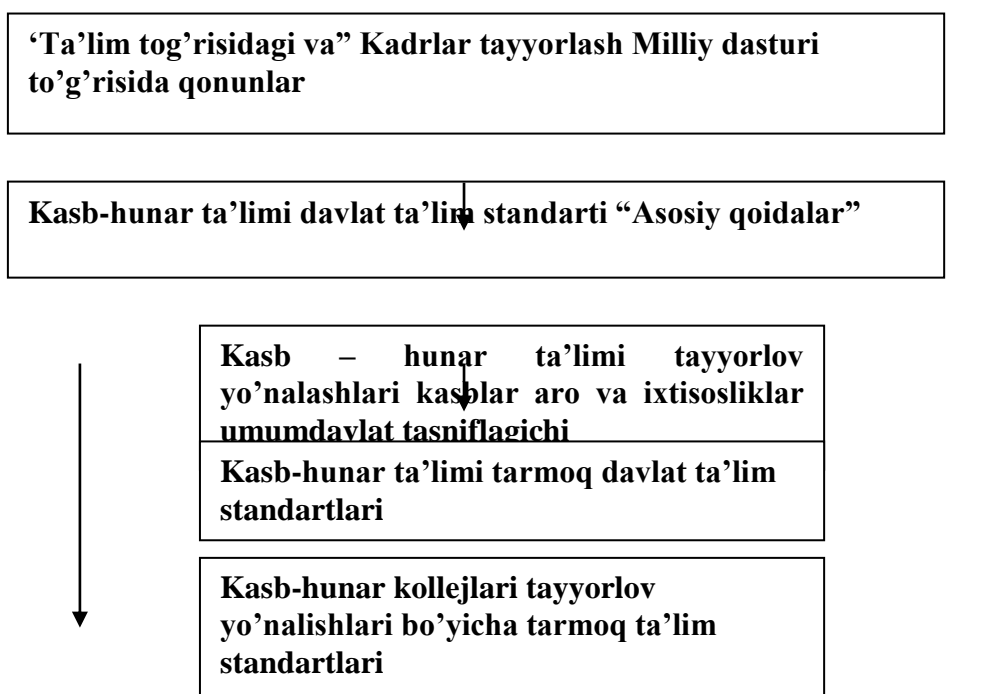 ‘Ta’lim tog’risidagi va” Kadrlar tayyorlash Milliy dasturi
to’g’risida qonunlar
Kasb-hunar ta’limi davlat ta’lim standarti “Asosiy qoidalar”
Kasb – hunar ta’limi tayyorlov
yo’nalashlari kasblar aro va ixtisosliklar
umumdavlat tasniflagichi
Kasb-hunar ta’limi tarmoq davlat ta’lim
standartlari
Kasb-hunar kollejlari tayyorlov
yo’nalishlari bo’yicha tarmoq ta’lim
standartlari